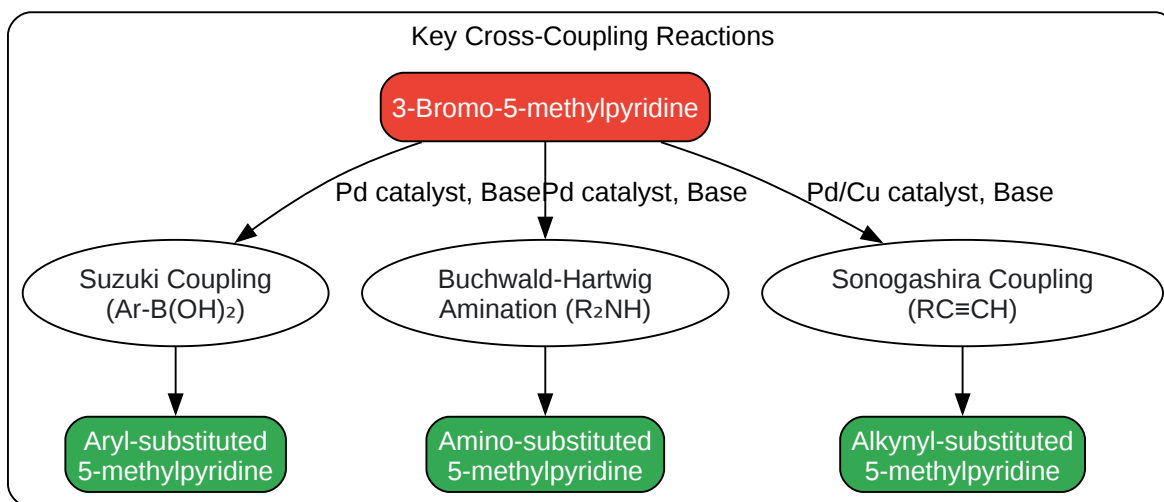 Key Cross-Coupling Reactions
3-Bromo-5-methylpyridine
Pd catalyst, Base
Pd catalyst, Base
Pd/Cu catalyst, Base
Suzuki Coupling
(Ar-B(OH)₂)
Buchwald-Hartwig
Amination (R₂NH)
Sonogashira Coupling
(RC≡CH)
Aryl-substituted
5-methylpyridine
Amino-substituted
5-methylpyridine
Alkynyl-substituted
5-methylpyridine